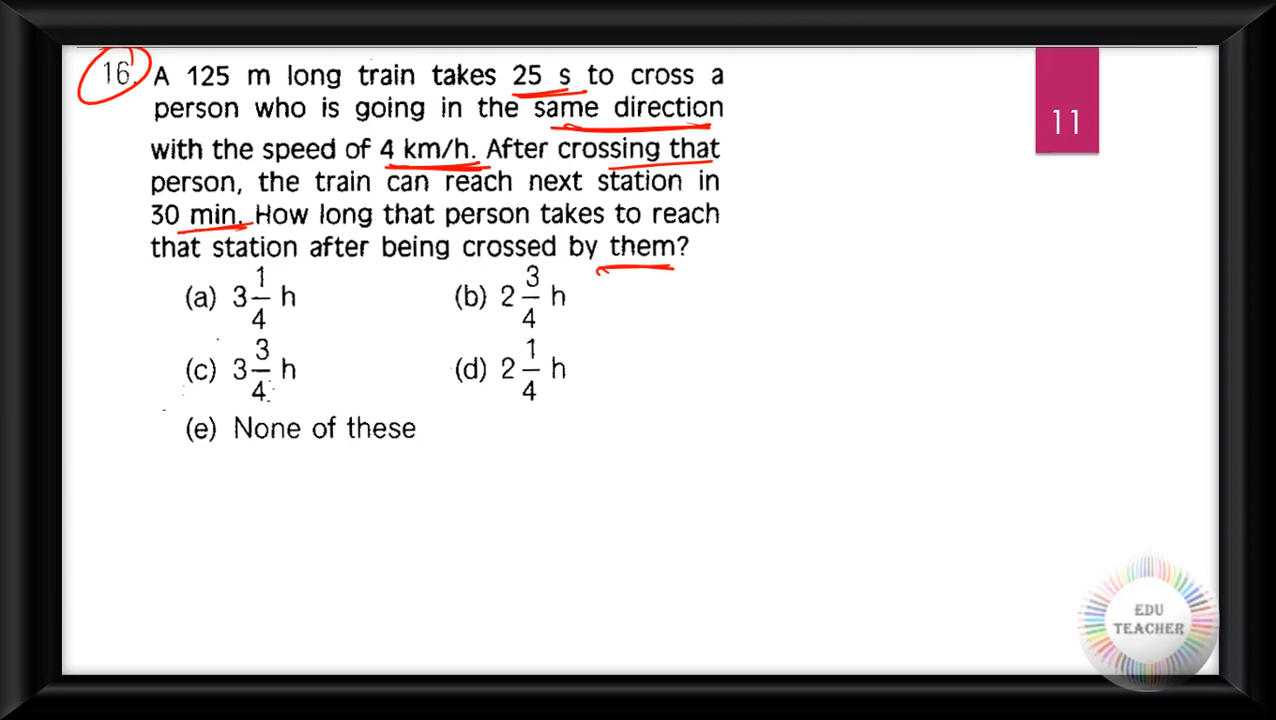 16. A 125 m long train takes 25 s to cross a
person who is going in the same direction
with the speed of 4 km/h. After crossing that
person, the train can reach next station in
30 min. How long that person takes to reach
that station after being crossed by them?
(a) 3 1/4 h (b) 2 3/4 h
(c) 3 3/4 h (d) 2 1/4 h
(e) None of these
11
EDU
TEACHER